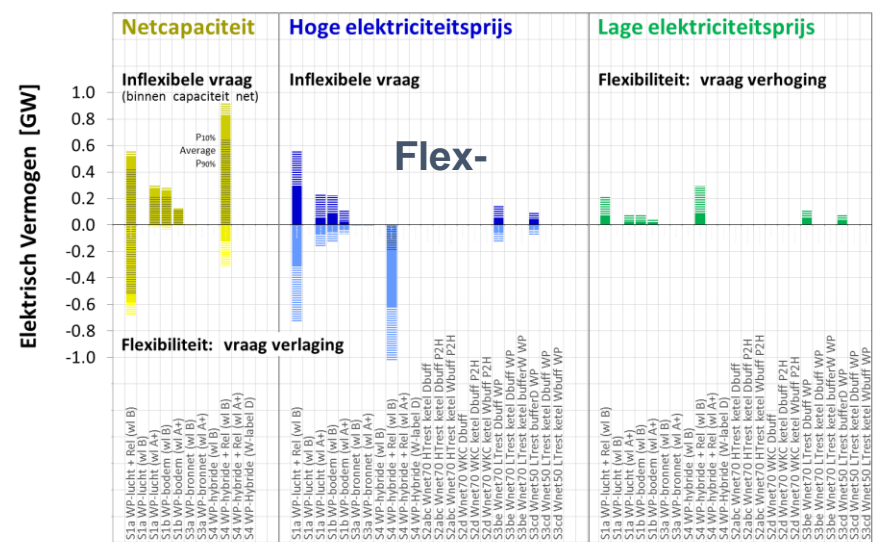 Netcapaciteit
Hoge elektriciteitsprijs
Lage elektriciteitsprijs
Inflexibele vraag
(binnen capaciteit net)
Inflexibele vraag
Flexibiliteit: vraag verhoging
Elektrisch Vermogen [GW]
1.0
0.8
0.6
0.4
0.2
0.0
-0.2
-0.4
-0.6
-0.8
-1.0
P10%
Average
P90%
Flex-
Flexibiliteit: vraag verlaging
S1a WP-lucht + Rel (wl B)
S1a WP-lucht (wl B)
S1a WP-lucht (wl A+)
S1b WP-bodem (wl B)
S1b WP-bodem (wl A+)
S3a WP-bronnet (wl B)
S3a WP-bronnet (wl A+)
S4 WP-hybride (wl B)
S4 WP-hybride + Rel (wl B)
S4 WP-hybride + Rel (wl A+)
S4 WP-Hybride (W-label D)
S1a WP-lucht + Rel (wl B)
S1a WP-lucht (wl B)
S1a WP-lucht (wl A+)
S1b WP-bodem (wl B)
S1b WP-bodem (wl A+)
S3a WP-bronnet (wl B)
S3a WP-bronnet (wl A+)
S4 WP-hybride (wl B)
S4 WP-hybride + Rel (wl B)
S4 WP-hybride + Rel (wl A+)
S4 WP-Hybride (W-label D)
S2abc Wnet70 HTrest ketel Dbuff
S2abc Wnet70 HTrest ketel Dbuff P2H
S2abc Wnet70 HTrest ketel Wbuff P2H
S2d Wnet70 WKC Dbuff
S2d Wnet70 WKC ketel Dbuff P2H
S2d Wnet70 WKC ketel Wbuff P2H
S3be Wnet70 LTrest Dbuff WP
S3be Wnet70 LTrest ketel Dbuff WP
S3be Wnet70 LTrest ketel bufferW WP
S3cd Wnet50 LTrest bufferD WP
S3cd Wnet50 LTrest ketel Dbuff WP
S3cd Wnet50 LTrest ketel Wbuff WP
S1a WP-lucht + Rel (wl B)
S1a WP-lucht (wl B)
S1a WP-lucht (wl A+)
S1b WP-bodem (wl B)
S1b WP-bodem (wl A+)
S3a WP-bronnet (wl B)
S3a WP-bronnet (wl A+)
S4 WP-hybride (wl B)
S4 WP-hybride + Rel (wl B)
S4 WP-hybride + Rel (wl A+)
S4 WP-Hybride (W-label D)
S2abc Wnet70 HTrest ketel Dbuff
S2abc Wnet70 HTrest ketel Dbuff P2H
S2abc Wnet70 HTrest ketel Wbuff P2H
S2d Wnet70 WKC Dbuff
S2d Wnet70 WKC ketel Dbuff P2H
S2d Wnet70 WKC ketel Wbuff P2H
S3be Wnet70 LTrest Dbuff WP
S3be Wnet70 LTrest ketel Dbuff WP
S3be Wnet70 LTrest ketel bufferW WP
S3cd Wnet50 LTrest bufferD WP
S3cd Wnet50 LTrest ketel Dbuff WP
S3cd Wnet50 LTrest ketel Wbuff WP